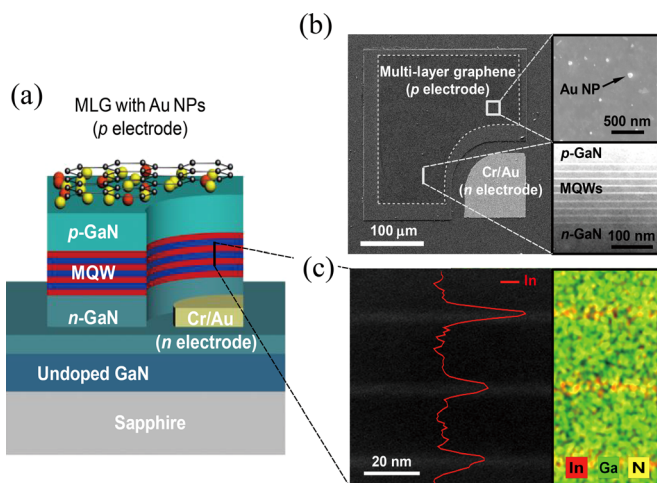 (a)
MLG with Au NPs
(p electrode)
p-GaN
MQW
n-GaN
Cr/Au
(n electrode)
Undoped GaN
Sapphire
(b)
Multi-layer graphene
(p electrode)
Cr/Au
(n electrode)
100 μm
Au NP
500 nm
p-GaN
MQWs
n-GaN
100 nm
(c)
In
20 nm
In Ga N